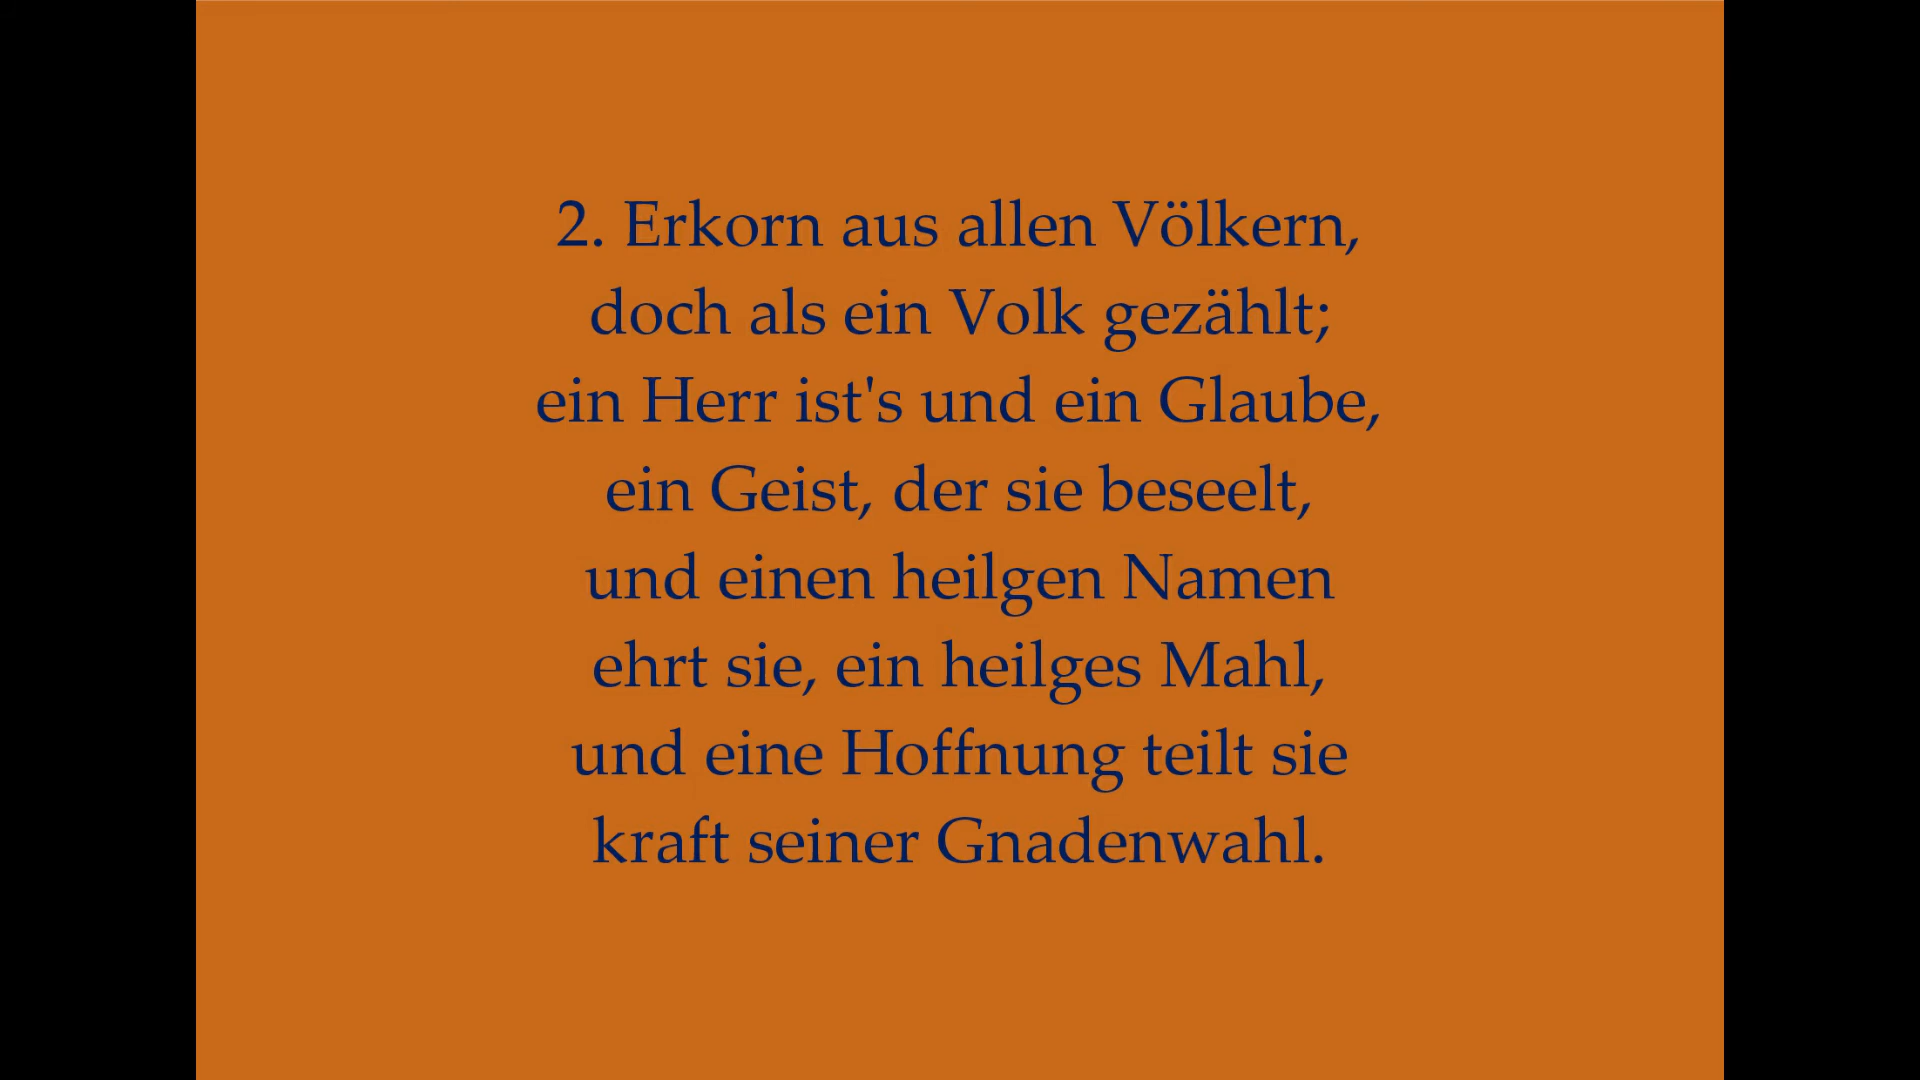 2. Erkorn aus allen Völkern,
doch als ein Volk gezählt;
ein Herr ist's und ein Glaube,
ein Geist, der sie beseelt,
und einen heilgen Namen
ehrt sie, ein heilges Mahl,
und eine Hoffnung teilt sie
kraft seiner Gnadenwahl.